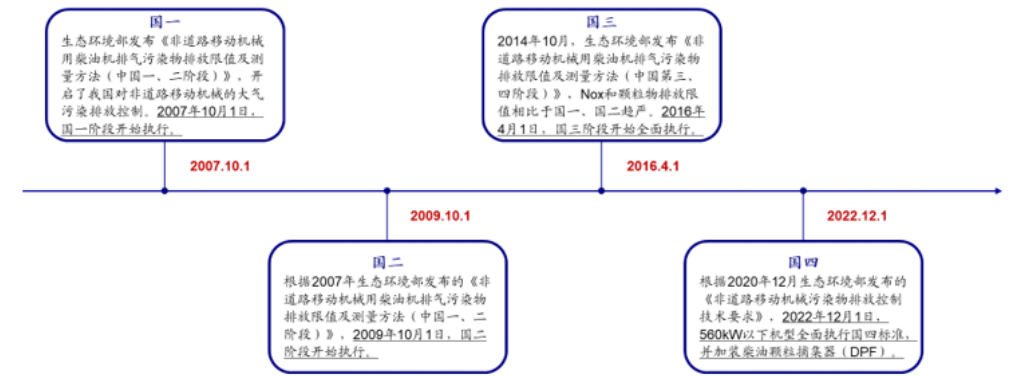 国一
生态环境部发布《非道路移动机械
用柴油机排气污染物排放限值及测
量方法（中国一、二阶段）》，开
启了我国对非道路移动机械的大气
污染排放控制。2007年10月1日，
国一阶段开始执行。
国三
2014年10月，生态环境部发布《非
道路移动机械用柴油机排气污染物
排放限值及测量方法（中国第三、
四阶段）》，Nox和颗粒物排放限
值相比于国一、国二趋严。2016年
4月1日，国三阶段开始全面执行。
2007.10.1
2016.4.1
2009.10.1
2022.12.1
国二
根据2007年生态环境部发布的《非
道路移动机械用柴油机排气污染物
排放限值及测量方法（中国一、二
阶段）》，2009年10月1日，国二
阶段开始执行。
国四
根据2020年12月生态环境部发布的
《非道路移动机械污染物排放控制
技术要求》，2022年12月1日，
560kW以下机型全面执行国四标准，
并加装柴油颗粒捕集器（DPF）。